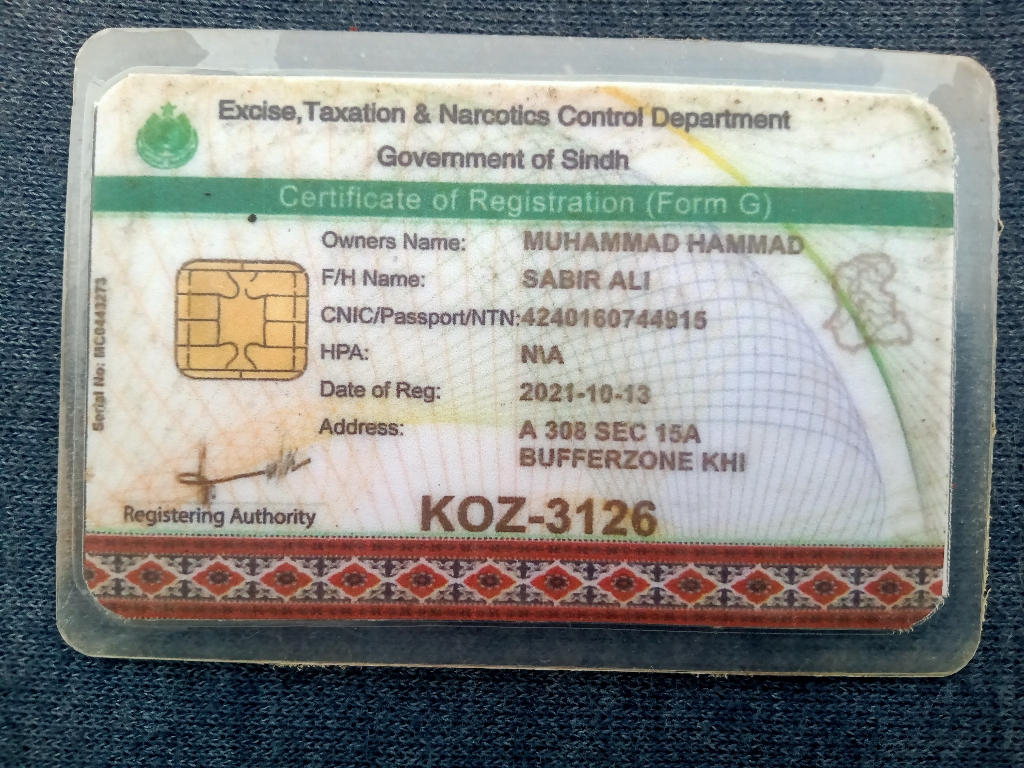 Excise,Taxation & Narcotics Control Department
Government of Sindh
Certificate of Registration (Form G)
Owners Name: MUHAMMAD HAMMAD
F/H Name: SABIR ALI
CNIC/Passport/NTN:4240160744915
HPA: N\A
Date of Reg: 2021-10-13
Address: A 308 SEC 15A
BUFFERZONE KHI
Serial No: MC0443273
Registering Authority
KOZ-3126